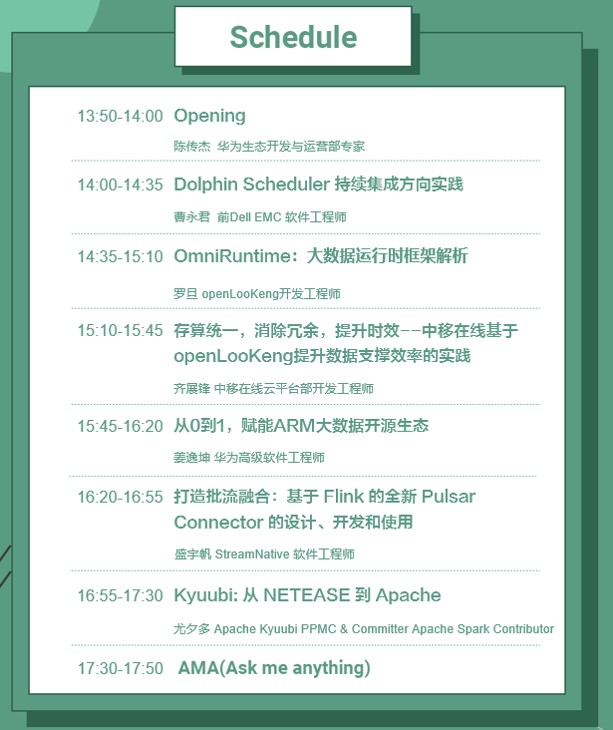 Schedule
13:50-14:00 Opening
陈传杰 华为生态开发与运营部专家
14:00-14:35 Dolphin Scheduler 持续集成方向实践
曹永君 前Dell EMC 软件工程师
14:35-15:10 OmniRuntime：大数据运行时框架解析
罗旦 openLooKeng开发工程师
15:10-15:45 存算统一，消除冗余，提升时效——中移在线基于
openLooKeng提升数据支撑效率的实践
齐展锋 中移在线云平台部开发工程师
15:45-16:20 从0到1，赋能ARM大数据开源生态
姜逸坤 华为高级软件工程师
16:20-16:55 打造批流融合：基于 Flink 的全新 Pulsar
Connector 的设计、开发和使用
盛宇帆 StreamNative 软件工程师
16:55-17:30 Kyuubi: 从 NETEASE 到 Apache
尤夕多 Apache Kyuubi PPMC & Committer Apache Spark Contributor
17:30-17:50 AMA(Ask me anything)